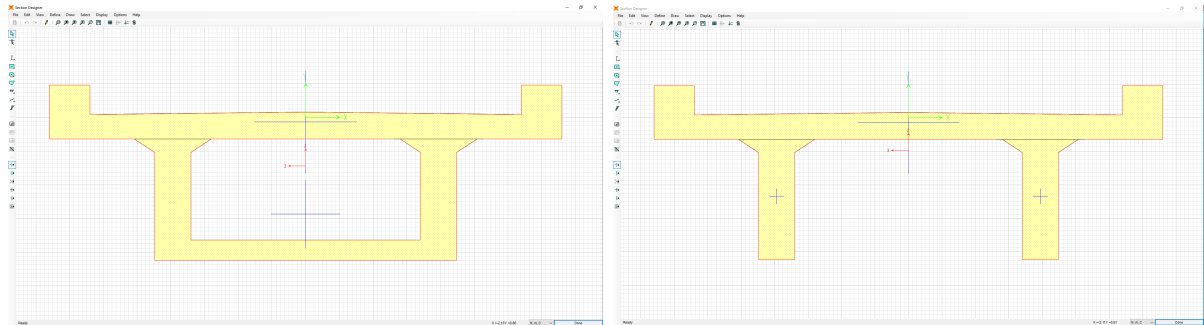 Section Designer
File Edit View Define Draw Select Display Options Help
Ready
Done
Section Designer
File Edit View Define Draw Select Display Options Help
Ready
Done